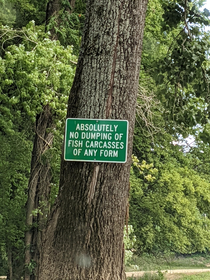 ABSOLUTELY
NO DUMPING OF
FISH CARCASSES
OF ANY FORM